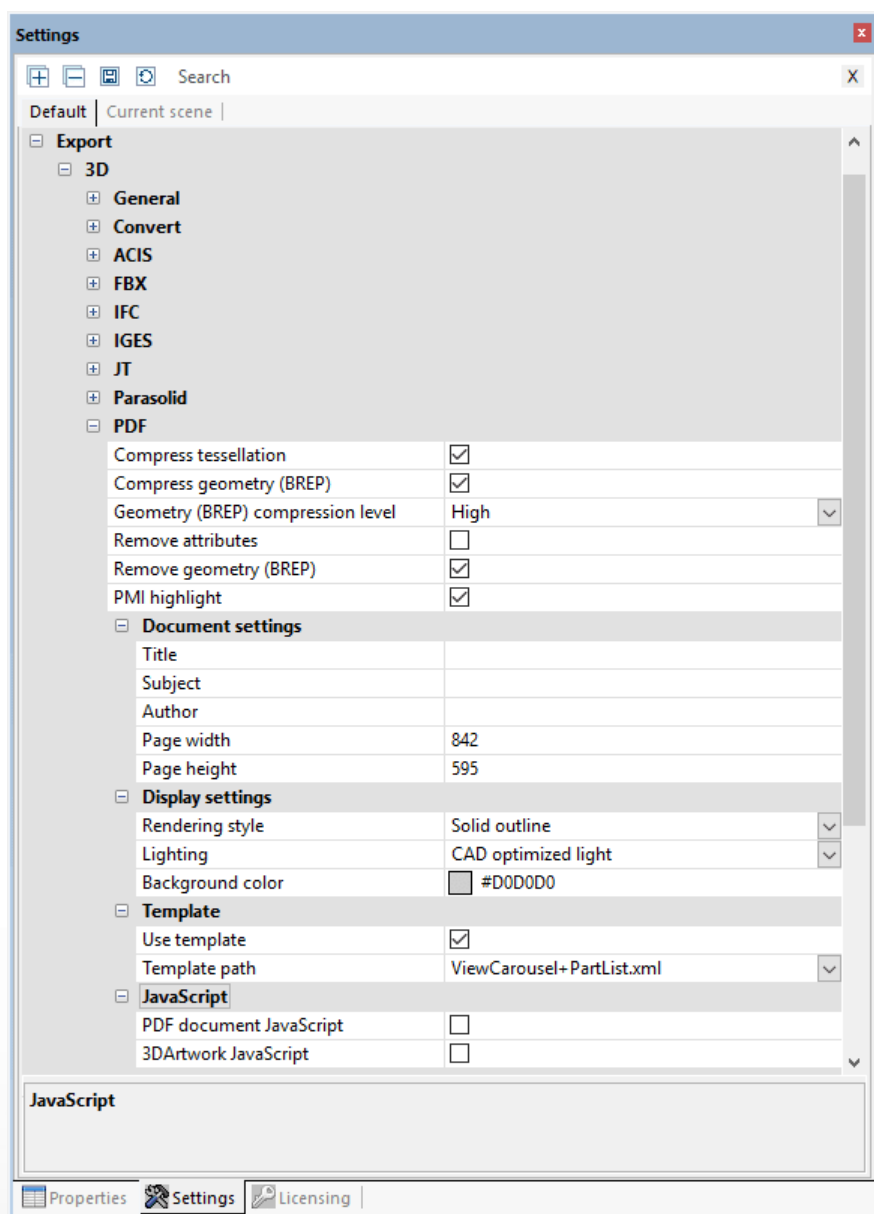 Settings
Search X
Default Current scene
Export
3D
General
Convert
ACIS
FBX
IFC
IGES
JT
Parasolid
PDF
Compress tessellation
Compress geometry (BREP)
Geometry (BREP) compression level High
Remove attributes
Remove geometry (BREP)
PMI highlight
Document settings
Title
Subject
Author
Page width 842
Page height 595
Display settings
Rendering style Solid outline
Lighting CAD optimized light
Background color #D0D0D0
Template
Use template
Template path ViewCarousel+PartList.xml
JavaScript
PDF document JavaScript
3DArtwork JavaScript
JavaScript
Properties Settings Licensing